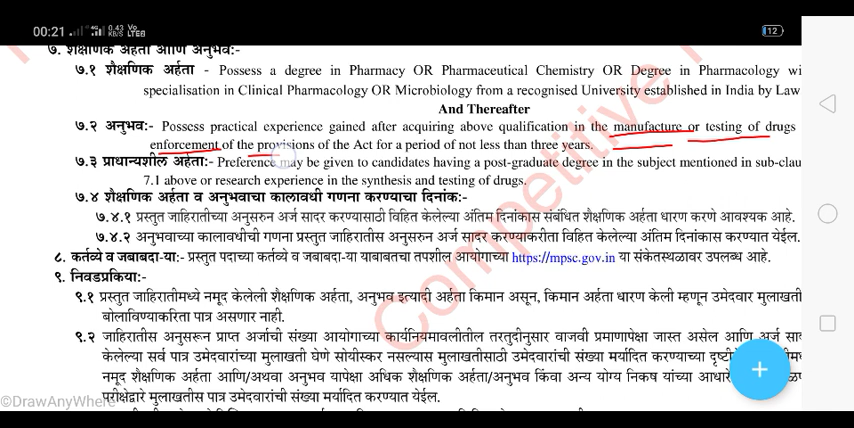 00:21 0.43 KB/S Vo LTE 12
७. शैक्षणिक अर्हता आणि अनुभव:-
७.१ शैक्षणिक अर्हता - Possess a degree in Pharmacy OR Pharmaceutical Chemistry OR Degree in Pharmacology wi
specialisation in Clinical Pharmacology OR Microbiology from a recognised University established in India by Law
And Thereafter
७.२ अनुभव:- Possess practical experience gained after acquiring above qualification in the manufacture or testing of drugs
enforcement of the provisions of the Act for a period of not less than three years.
७.३ प्राधान्यशील अर्हता:- Preference may be given to candidates having a post-graduate degree in the subject mentioned in sub-clau
7.1 above or research experience in the synthesis and testing of drugs.
७.४ शैक्षणिक अर्हता व अनुभवाचा कालावधी गणना करण्याचा दिनांक:-
७.४.१ प्रस्तुत जाहिरातीच्या अनुसरुन अर्ज सादर करण्यासाठी विहित केलेल्या अंतिम दिनांकास संबंधित शैक्षणिक अर्हता धारण करणे आवश्यक आहे.
७.४.२ अनुभवाच्या कालावधीची गणना प्रस्तुत जाहिरातीस अनुसरुन अर्ज सादर करण्याकरीता विहित केलेल्या अंतिम दिनांकास करण्यात येईल.
८. कर्तव्ये व जबाबदा-या:- प्रस्तुत पदाच्या कर्तव्ये व जबाबदा-या याबाबतचा तपशील आयोगाच्या https://mpsc.gov.in या संकेतस्थळावर उपलब्ध आहे.
९. निवडप्रकिया:-
९.१ प्रस्तुत जाहिरातीमध्ये नमूद केलेली शैक्षणिक अर्हता, अनुभव इत्यादी अर्हता किमान असून, किमान अर्हता धारण केली म्हणून उमेदवार मुलाखती
बोलाविण्याकरिता पात्र असणार नाही.
९.२ जाहिरातीस अनुसरून प्राप्त अर्जाची संख्या आयोगाच्या कार्यनियमावलीतील तरतुदीनुसार वाजवी प्रमाणापेक्षा जास्त असेल आणि अर्ज सा
केलेल्या सर्व पात्र उमेदवारांच्या मुलाखती घेणे सोयीस्कर नसल्यास मुलाखतीसाठी उमेदवारांची संख्या मर्यादित करण्याच्या दृष्टी
नमूद शैक्षणिक अर्हता आणि/अथवा अनुभव यापेक्षा अधिक शैक्षणिक अर्हता/अनुभव किंवा अन्य योग्य निकष यांच्या आधारे
परीक्षेद्वारे मुलाखतीस पात्र उमेदवारांची संख्या मर्यादित करण्यात येईल.
Competitive
©DrawAnyWhere